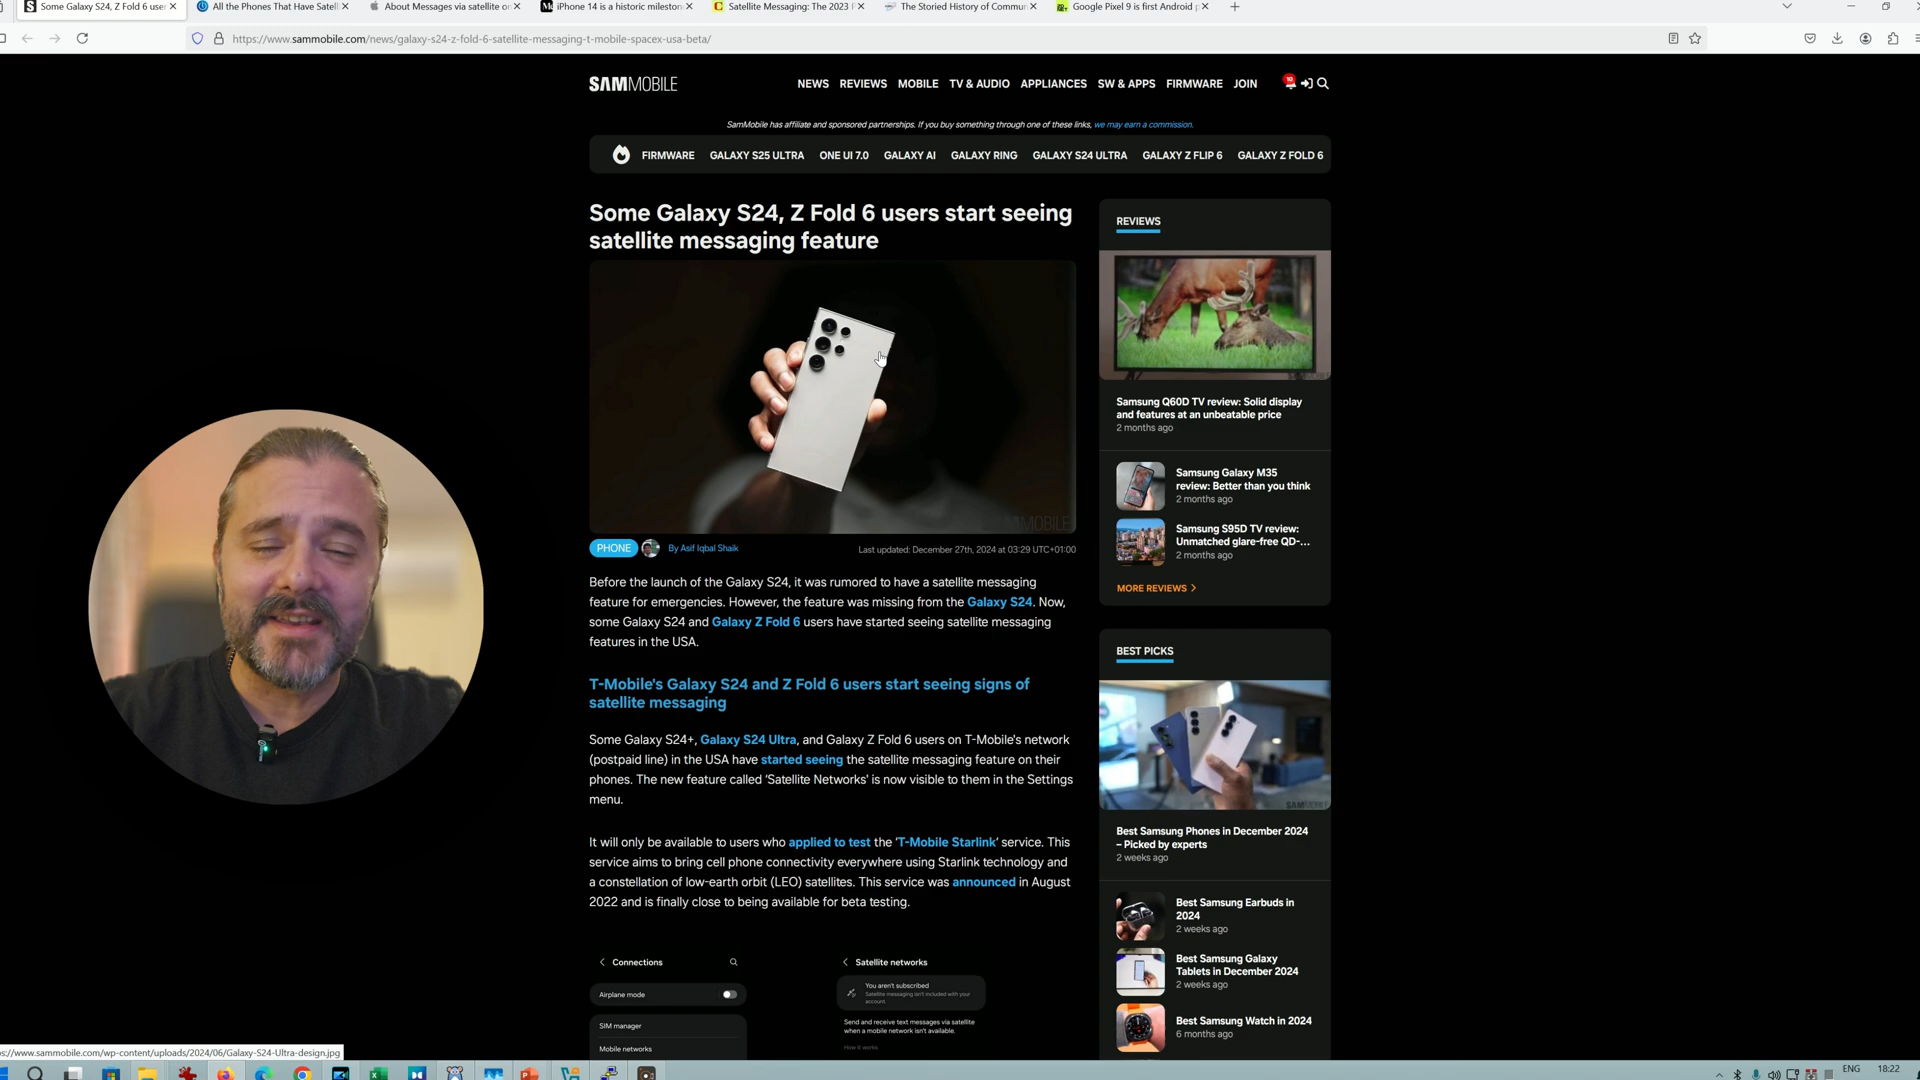 Some Galaxy S24, Z Fold 6 user
All the Phones That Have Satell
About Messages via satellite or
iPhone 14 is a historic mileston
Satellite Messaging: The 2023 F
The Storied History of Commun
Google Pixel 9 is first Android p
https://www.sammobile.com/news/galaxy-s24-z-fold-6-satellite-messaging-t-mobile-spacex-usa-beta/
SAMMOBILE
NEWS REVIEWS MOBILE TV & AUDIO APPLIANCES SW & APPS FIRMWARE JOIN
10
SamMobile has affiliate and sponsored partnerships. If you buy something through one of these links, we may earn a commission.
FIRMWARE GALAXY S25 ULTRA ONE UI 7.0 GALAXY AI GALAXY RING GALAXY S24 ULTRA GALAXY Z FLIP 6 GALAXY Z FOLD 6
Some Galaxy S24, Z Fold 6 users start seeing
satellite messaging feature
PHONE By Asif Iqbal Shaik
Last updated: December 27th, 2024 at 03:29 UTC+01:00
Before the launch of the Galaxy S24, it was rumored to have a satellite messaging
feature for emergencies. However, the feature was missing from the Galaxy S24. Now,
some Galaxy S24 and Galaxy Z Fold 6 users have started seeing satellite messaging
features in the USA.
T-Mobile's Galaxy S24 and Z Fold 6 users start seeing signs of
satellite messaging
Some Galaxy S24+, Galaxy S24 Ultra, and Galaxy Z Fold 6 users on T-Mobile's network
(postpaid line) in the USA have started seeing the satellite messaging feature on their
phones. The new feature called ‘Satellite Networks’ is now visible to them in the Settings
menu.
It will only be available to users who applied to test the ‘T-Mobile Starlink’ service. This
service aims to bring cell phone connectivity everywhere using Starlink technology and
a constellation of low-earth orbit (LEO) satellites. This service was announced in August
2022 and is finally close to being available for beta testing.
Connections
Airplane mode
SIM manager
Mobile networks
Satellite networks
You aren't subscribed
Satellite messaging isn't included with your
account.
Send and receive text messages via satellite
when a mobile network isn't available.
How it works
REVIEWS
Samsung Q60D TV review: Solid display
and features at an unbeatable price
2 months ago
Samsung Galaxy M35
review: Better than you think
2 months ago
Samsung S95D TV review:
Unmatched glare-free QD-...
2 months ago
MORE REVIEWS
BEST PICKS
SAMMOBILE
Best Samsung Phones in December 2024
– Picked by experts
2 weeks ago
Best Samsung Earbuds in
2024
2 weeks ago
Best Samsung Galaxy
Tablets in December 2024
2 weeks ago
Best Samsung Watch in 2024
6 months ago
s://www.sammobile.com/wp-content/uploads/2024/06/Galaxy-S24-Ultra-design.jpg
ENG 18:22